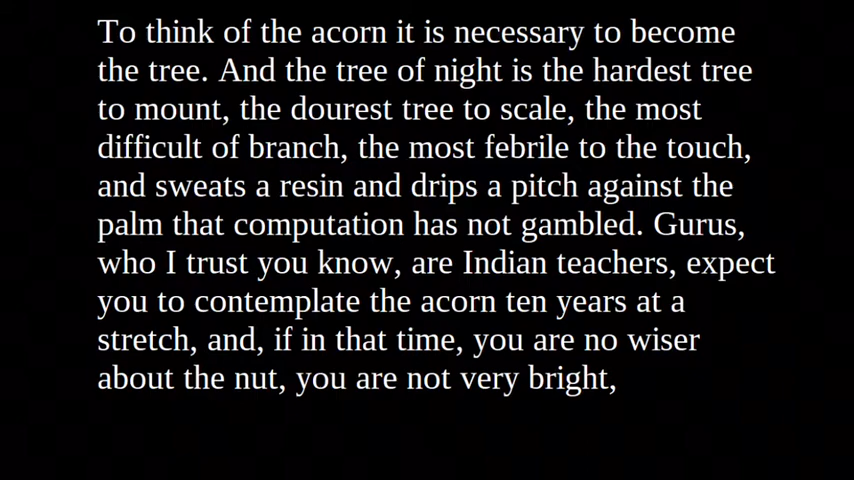 To think of the acorn it is necessary to become
the tree. And the tree of night is the hardest tree
to mount, the dourest tree to scale, the most
difficult of branch, the most febrile to the touch,
and sweats a resin and drips a pitch against the
palm that computation has not gambled. Gurus,
who I trust you know, are Indian teachers, expect
you to contemplate the acorn ten years at a
stretch, and, if in that time, you are no wiser
about the nut, you are not very bright,